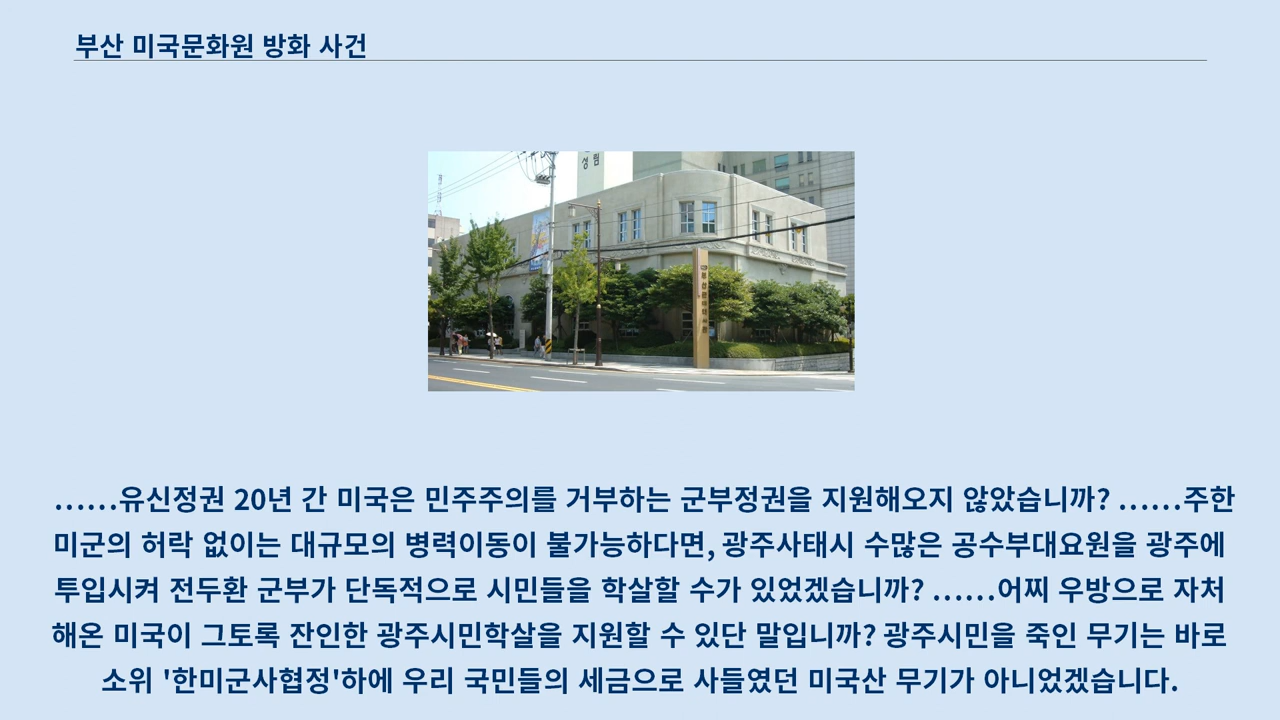 부산 미국문화원 방화 사건
성림
……유신정권 20년 간 미국은 민주주의를 거부하는 군부정권을 지원해오지 않았습니까? ……주한
미군의 허락 없이는 대규모의 병력이동이 불가능하다면, 광주사태시 수많은 공수부대요원을 광주에
투입시켜 전두환 군부가 단독적으로 시민들을 학살할 수가 있었겠습니까? ……어찌 우방으로 자처
해온 미국이 그토록 잔인한 광주시민학살을 지원할 수 있단 말입니까? 광주시민을 죽인 무기는 바로
소위 '한미군사협정'하에 우리 국민들의 세금으로 사들였던 미국산 무기가 아니었겠습니다.